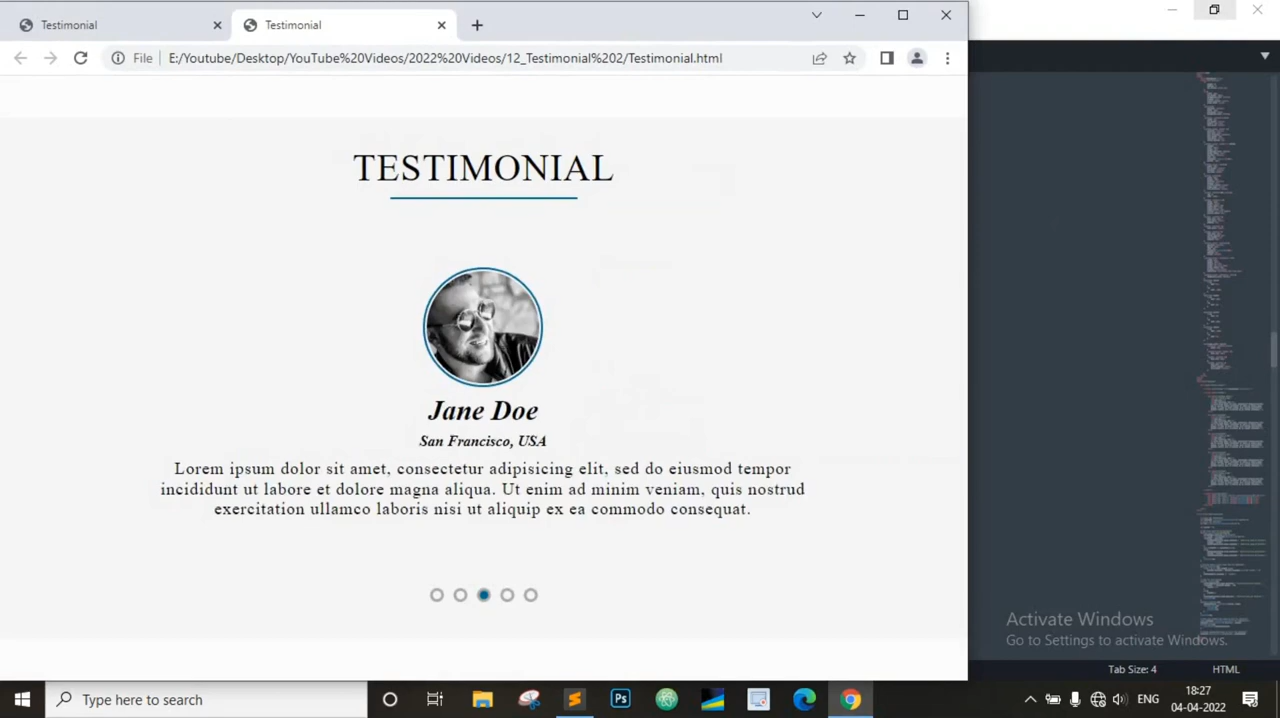 Testimonial
Testimonial
File
E:/Youtube/Desktop/YouTube%20Videos/2022%20Videos/12_Testimonial%202/Testimonial.html
TESTIMONIAL
Jane Doe
San Francisco, USA
Lorem ipsum dolor sit amet, consectetur adipisicing elit, sed do eiusmod tempor
incididunt ut labore et dolore magna aliqua. Ut enim ad minim veniam, quis nostrud
exercitation ullamco laboris nisi ut aliquip ex ea commodo consequat.
Activate Windows
Go to Settings to activate Windows.
Tab Size: 4
HTML
Type here to search
Ps
ENG
18:27
04-04-2022